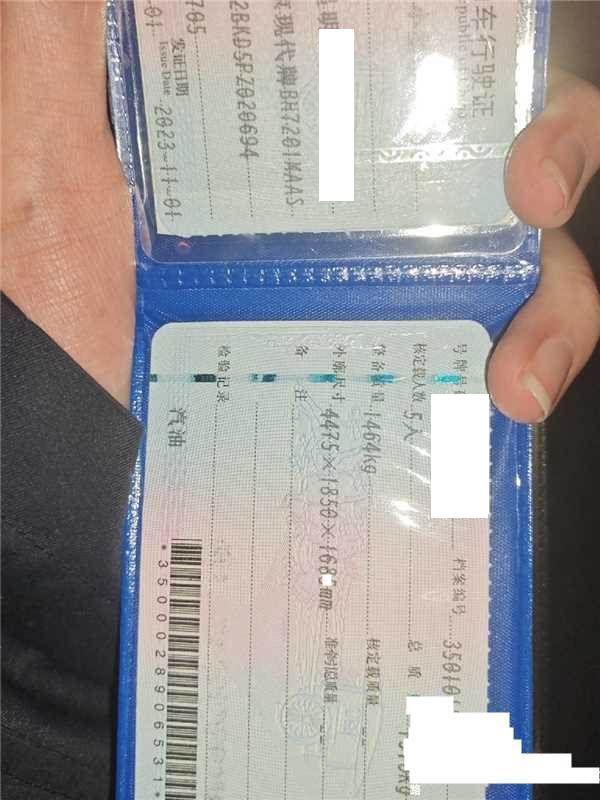 车行驶证
现代牌BH7201MAAS
2BKD5PZ020694
705
发证日期
Issue Date
2023-11-01
01
号牌号
档案编号 35010
核定载人数 5人
总质
整备质量 1464kg
核定载质量
外廓尺寸 4475×1850×168
mm
准牵引总质量
备注
检验记录
汽油
*3500028906531*